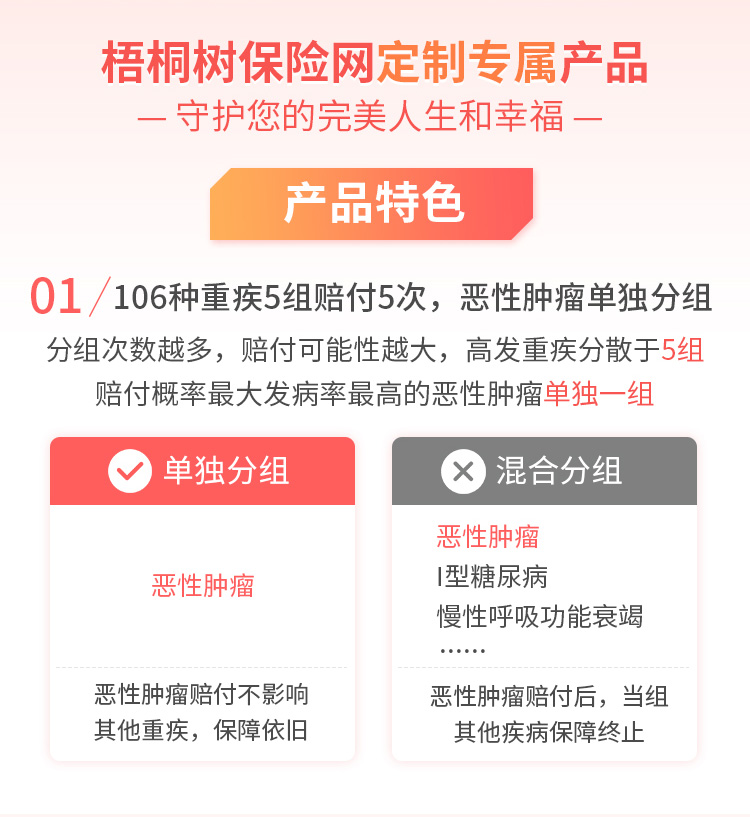 梧桐树保险网定制专属产品
— 守护您的完美人生和幸福 —
产品特色
01/106种重疾5组赔付5次，恶性肿瘤单独分组
分组次数越多，赔付可能性越大，高发重疾分散于5组
赔付概率最大发病率最高的恶性肿瘤单独一组
单独分组
恶性肿瘤
恶性肿瘤赔付不影响
其他重疾，保障依旧
混合分组
恶性肿瘤
I型糖尿病
慢性呼吸功能衰竭
······
恶性肿瘤赔付后，当组
其他疾病保障终止